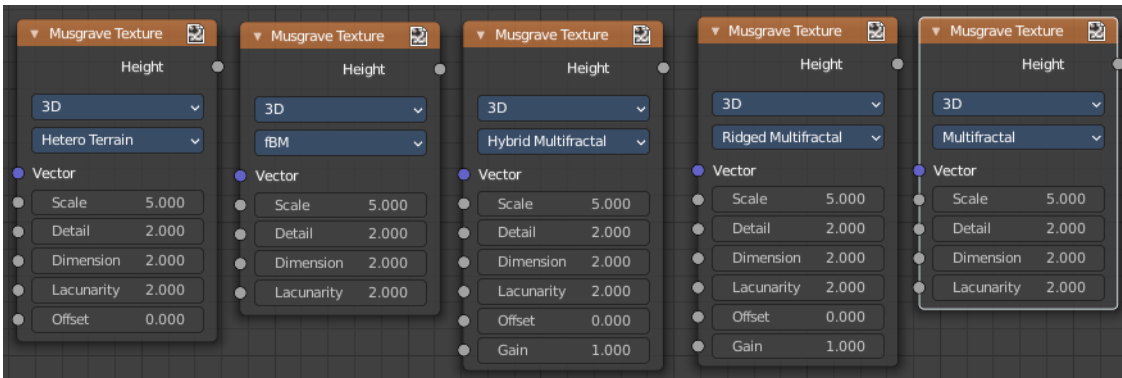 Musgrave Texture
Height
3D
Hetero Terrain
Vector
Scale 5.000
Detail 2.000
Dimension 2.000
Lacunarity 2.000
Offset 0.000
Musgrave Texture
Height
3D
fBM
Vector
Scale 5.000
Detail 2.000
Dimension 2.000
Lacunarity 2.000
Musgrave Texture
Height
3D
Hybrid Multifractal
Vector
Scale 5.000
Detail 2.000
Dimension 2.000
Lacunarity 2.000
Offset 0.000
Gain 1.000
Musgrave Texture
Height
3D
Ridged Multifractal
Vector
Scale 5.000
Detail 2.000
Dimension 2.000
Lacunarity 2.000
Offset 0.000
Gain 1.000
Musgrave Texture
Height
3D
Multifractal
Vector
Scale 5.000
Detail 2.000
Dimension 2.000
Lacunarity 2.000